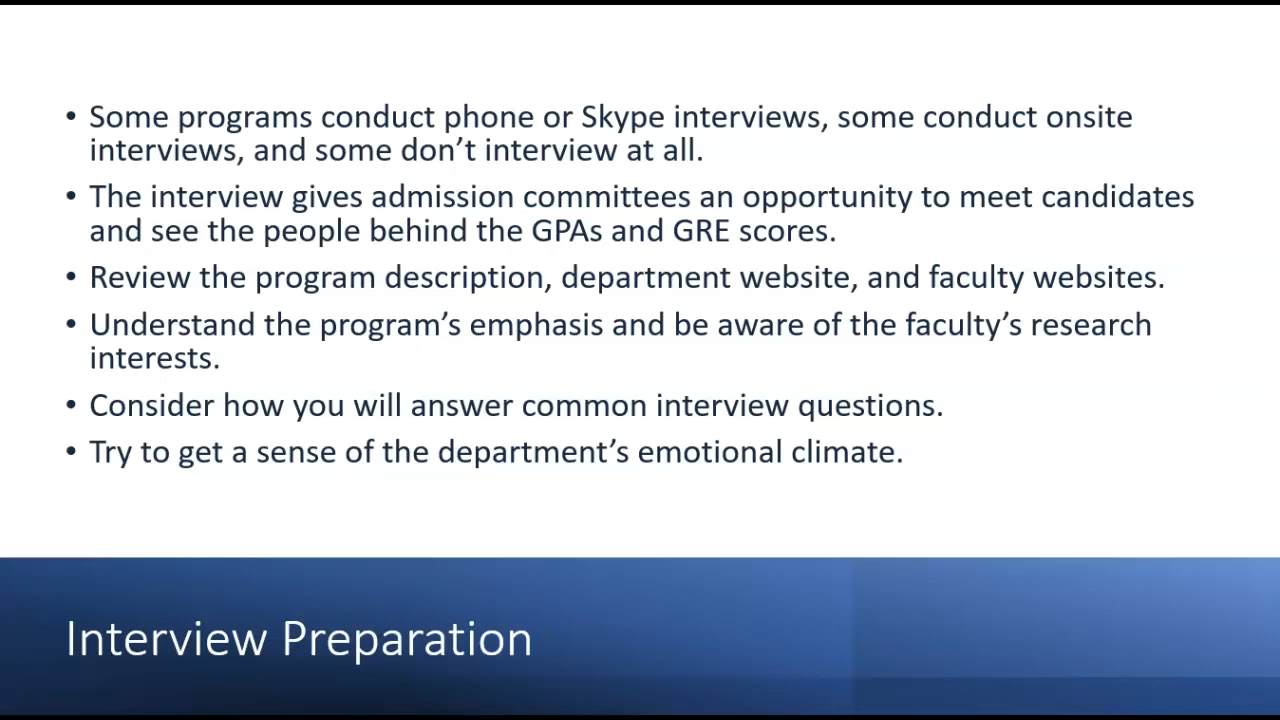 • Some programs conduct phone or Skype interviews, some conduct onsite
interviews, and some don’t interview at all.
• The interview gives admission committees an opportunity to meet candidates
and see the people behind the GPAs and GRE scores.
• Review the program description, department website, and faculty websites.
• Understand the program’s emphasis and be aware of the faculty’s research
interests.
• Consider how you will answer common interview questions.
• Try to get a sense of the department’s emotional climate.
Interview Preparation